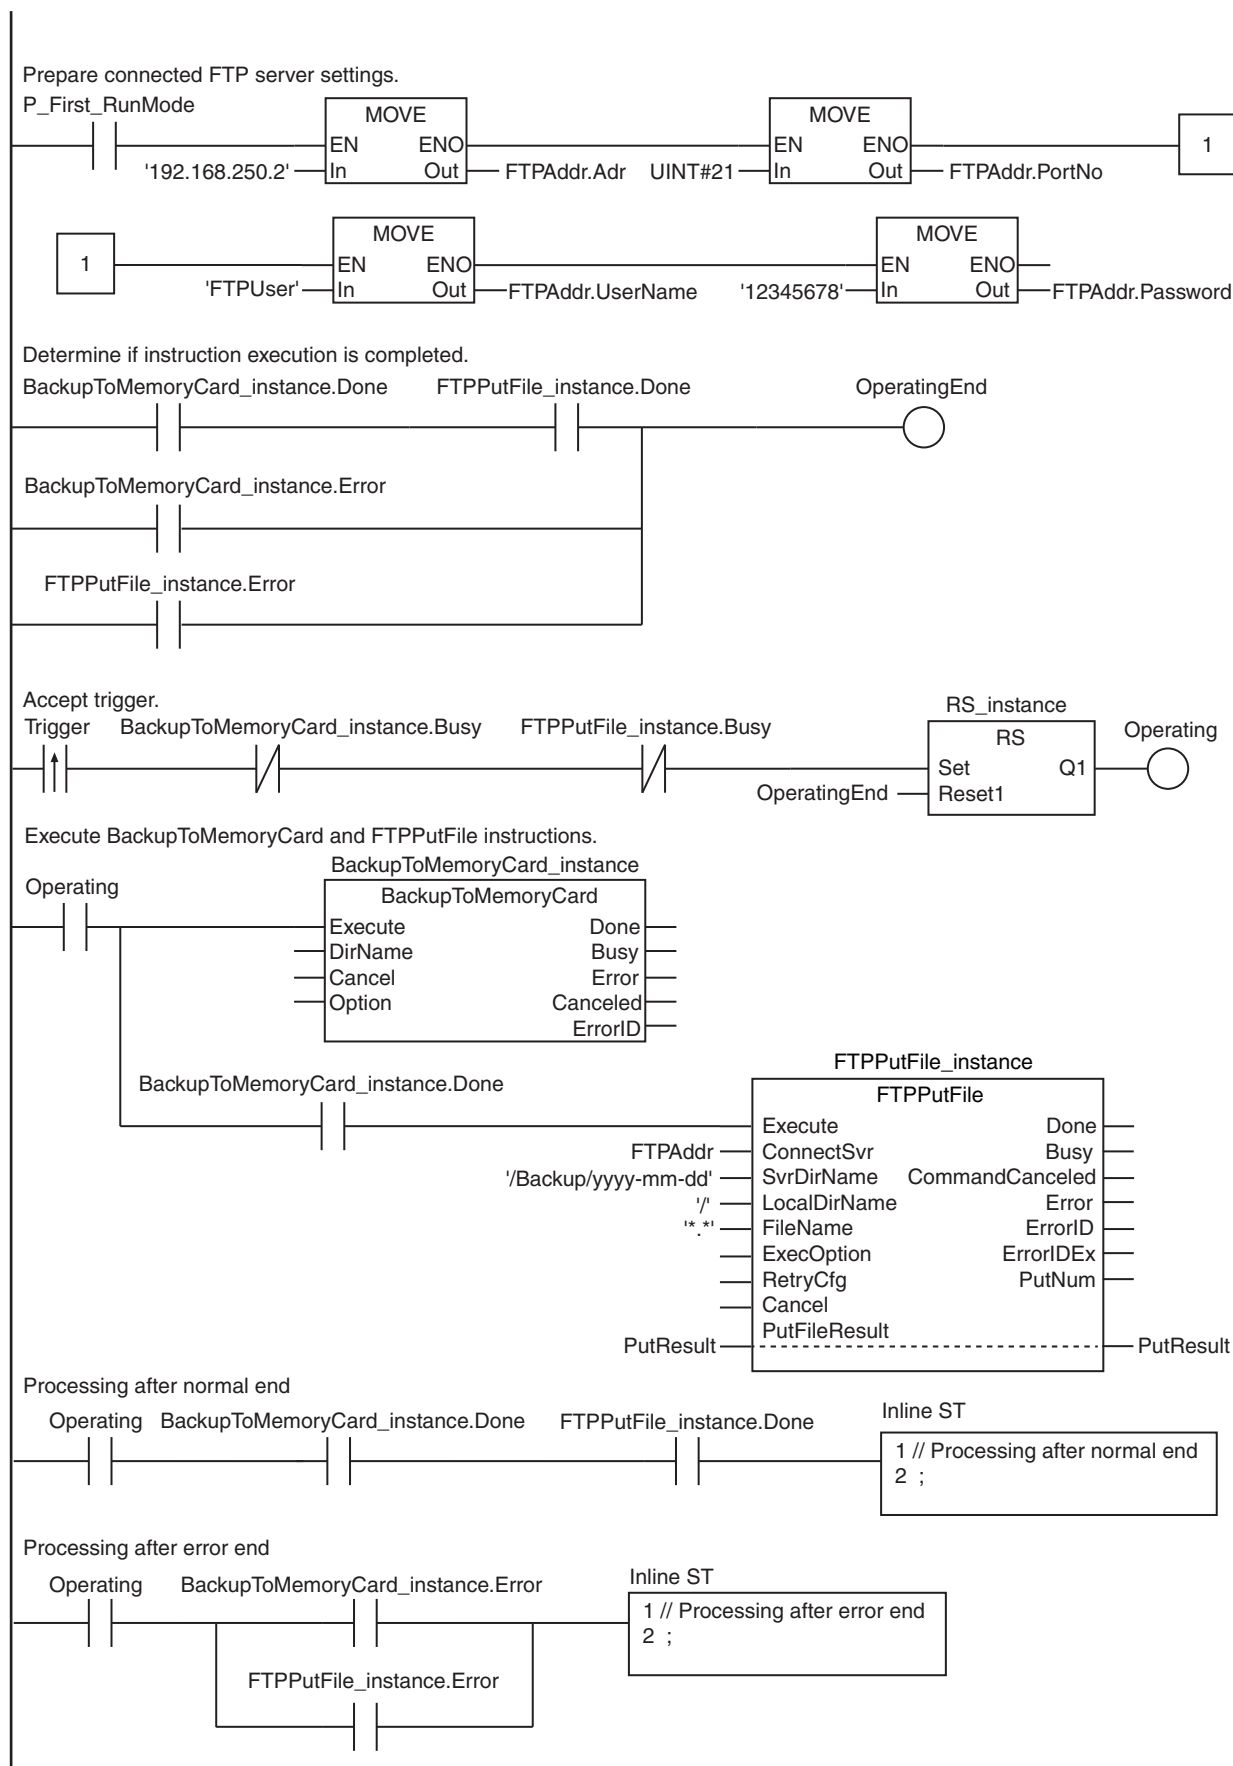 Prepare connected FTP server settings.
P_First_RunMode
MOVE
MOVE
EN ENO
EN ENO
1
'192.168.250.2' In Out FTPAddr.Adr
UINT#21 In Out FTPAddr.PortNo
MOVE
MOVE
1
EN ENO
EN ENO
'FTPUser' In Out FTPAddr.UserName
'12345678' In Out FTPAddr.Password
Determine if instruction execution is completed.
BackupToMemoryCard_instance.Done FTPPutFile_instance.Done OperatingEnd
BackupToMemoryCard_instance.Error
FTPPutFile_instance.Error
Accept trigger.
RS_instance
Trigger BackupToMemoryCard_instance.Busy FTPPutFile_instance.Busy Operating
RS
Set Q1
OperatingEnd Reset1
Execute BackupToMemoryCard and FTPPutFile instructions.
BackupToMemoryCard_instance
Operating
BackupToMemoryCard
Execute Done
DirName Busy
Cancel Error
Option Canceled
ErrorID
FTPPutFile_instance
BackupToMemoryCard_instance.Done
FTPPutFile
Execute Done
FTPAddr ConnectSvr Busy
'/Backup/yyyy-mm-dd' SvrDirName CommandCanceled
'/' LocalDirName Error
'*.*' FileName ErrorID
ExecOption ErrorIDEx
RetryCfg PutNum
Cancel
PutFileResult
PutResult PutResult
Processing after normal end
Operating BackupToMemoryCard_instance.Done FTPPutFile_instance.Done
Inline ST
1 // Processing after normal end
2 ;
Processing after error end
Operating BackupToMemoryCard_instance.Error
Inline ST
1 // Processing after error end
2 ;
FTPPutFile_instance.Error